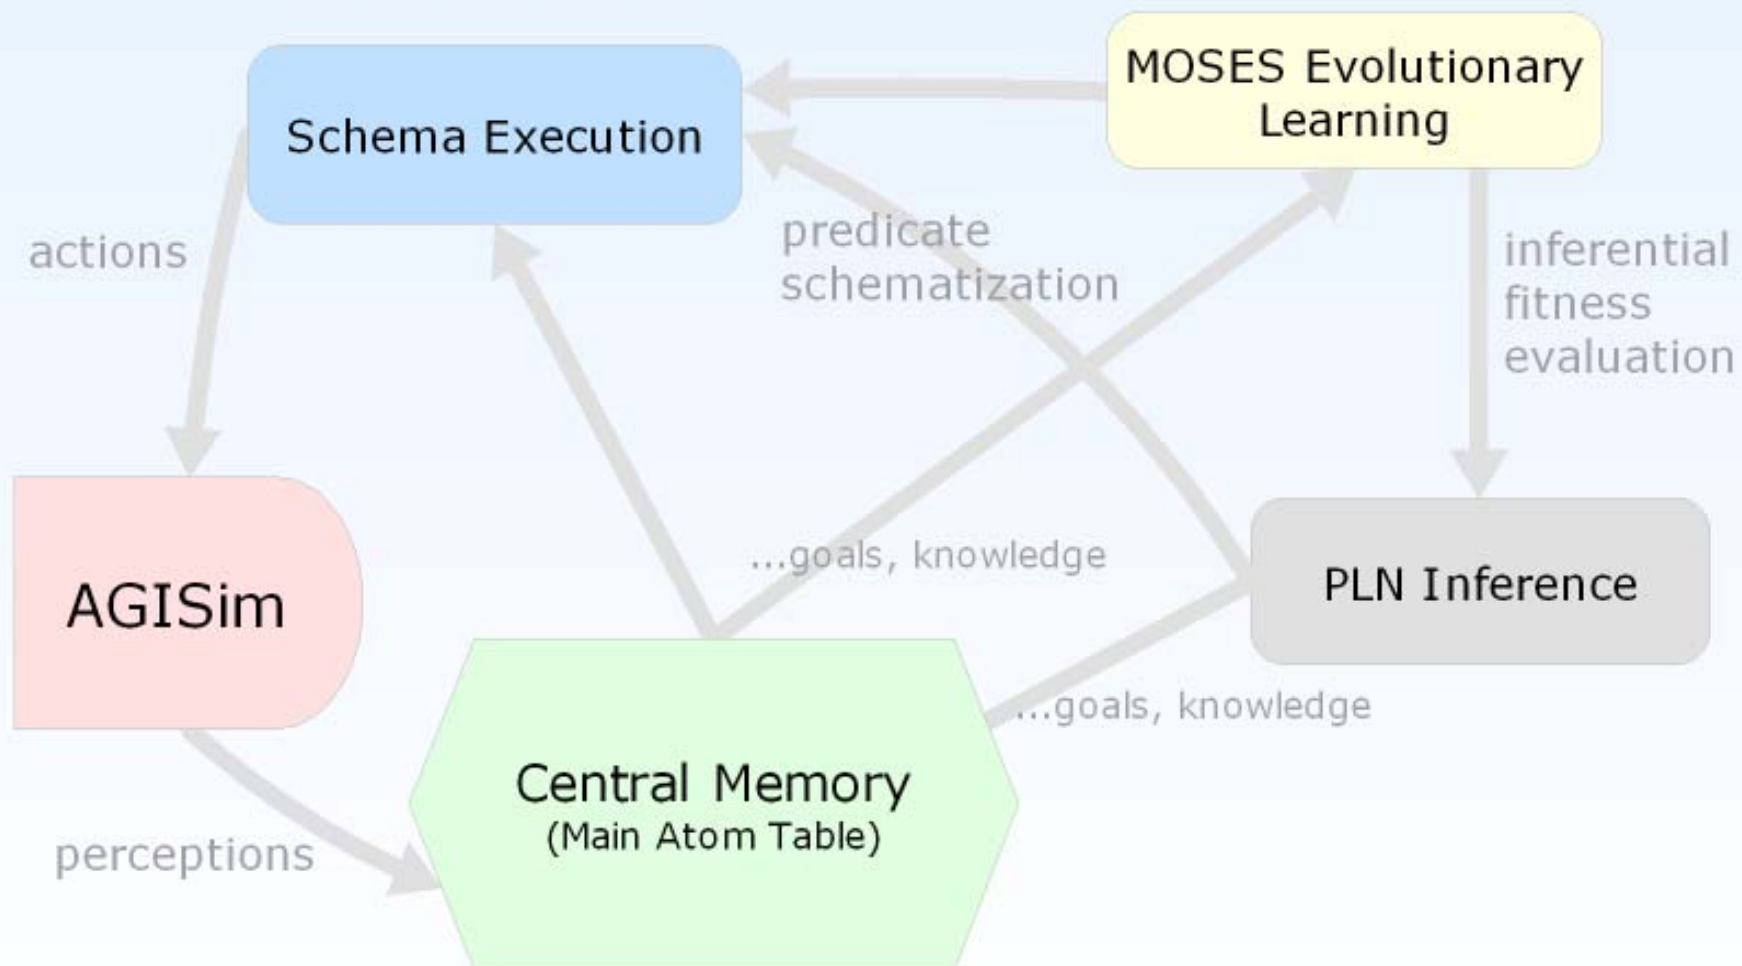 MOSES Evolutionary
Learning
Schema Execution
actions
predicate
schematization
inferential
fitness
evaluation
...goals, knowledge
PLN Inference
AGISim
...goals, knowledge
Central Memory
(Main Atom Table)
perceptions